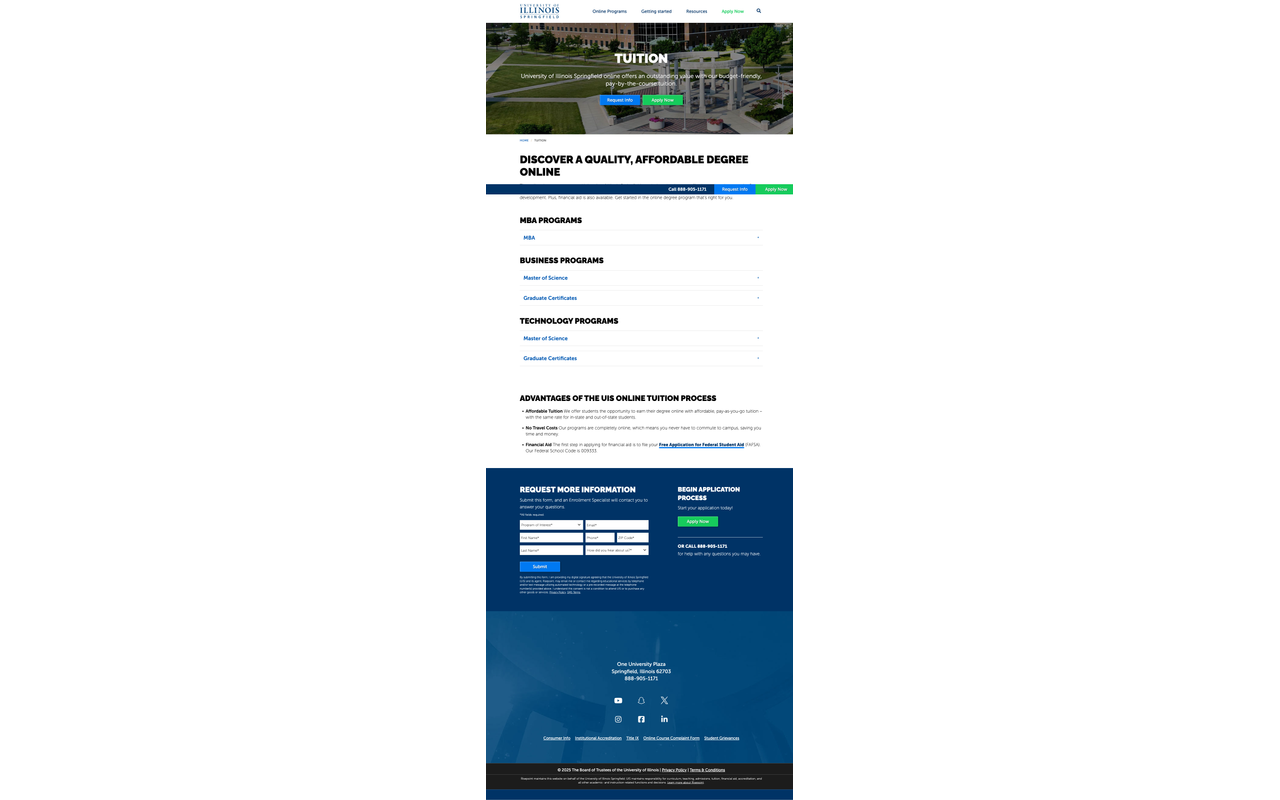 UNIVERSITY OF
ILLINOIS
SPRINGFIELD
Online Programs Getting started Resources Apply Now
TUITION
University of Illinois Springfield online offers an outstanding value with our budget-friendly,
pay-by-the-course tuition.
Request Info Apply Now
HOME / TUITION
DISCOVER A QUALITY, AFFORDABLE DEGREE
ONLINE
Call 888-905-1171 Request Info Apply Now
development. Plus, financial aid is also available. Get started in the online degree program that's right for you.
MBA PROGRAMS
MBA
BUSINESS PROGRAMS
Master of Science
Graduate Certificates
TECHNOLOGY PROGRAMS
Master of Science
Graduate Certificates
ADVANTAGES OF THE UIS ONLINE TUITION PROCESS
• Affordable Tuition We offer students the opportunity to earn their degree online with affordable, pay-as-you-go tuition –
with the same rate for in-state and out-of-state students.
• No Travel Costs Our programs are completely online, which means you never have to commute to campus, saving you
time and money.
• Financial Aid The first step in applying for financial aid is to file your Free Application for Federal Student Aid (FAFSA).
Our Federal School Code is 009333.
REQUEST MORE INFORMATION
Submit this form, and an Enrollment Specialist will contact you to
answer your questions.
*All fields required.
Program of Interest* Email*
First Name* Phone* ZIP Code*
Last Name* How did you hear about us?*
Submit
Privacy Policy SMS Terms
BEGIN APPLICATION
PROCESS
Start your application today!
Apply Now
OR CALL 888-905-1171
for help with any questions you may have.
One University Plaza
Springfield, Illinois 62703
888-905-1171
Consumer Info Institutional Accreditation Title IX Online Course Complaint Form Student Grievances
© 2025 The Board of Trustees of the University of Illinois | Privacy Policy | Terms & Conditions